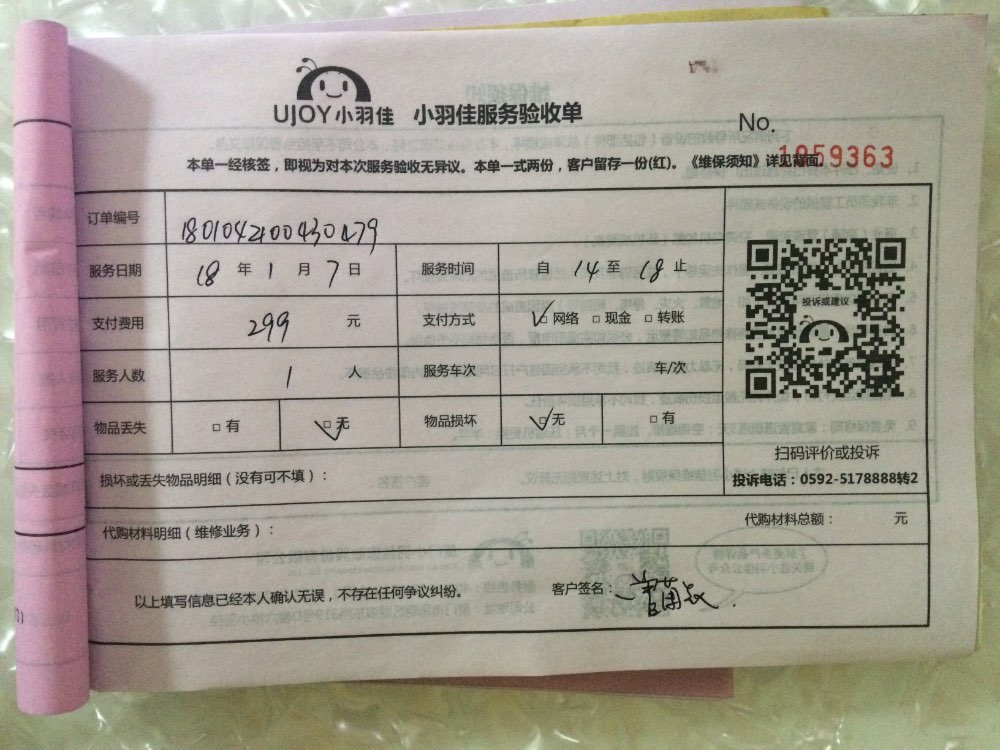 UJOY小羽佳 小羽佳服务验收单
No. 1059363
本单一经核签，即视为对本次服务验收无异议。本单一式两份，客户留存一份(红)。《维保须知》详见背面。
订单编号 18010421004301479
服务日期 18 年 1 月 7 日 服务时间 自 14 至 18 止
支付费用 299 元 支付方式 □网络 □现金 □转账
服务人数 1 服务车次 车/次
物品丢失 □有 □无 物品损坏 □无 □有
投诉或建议
扫码评价或投诉
投诉电话：0592-5178888转2
损坏或丢失物品明细（没有可不填）：
代购材料明细（维修业务）： 代购材料总额： 元
以上填写信息已经本人确认无误，不存在任何争议纠纷。 客户签名：